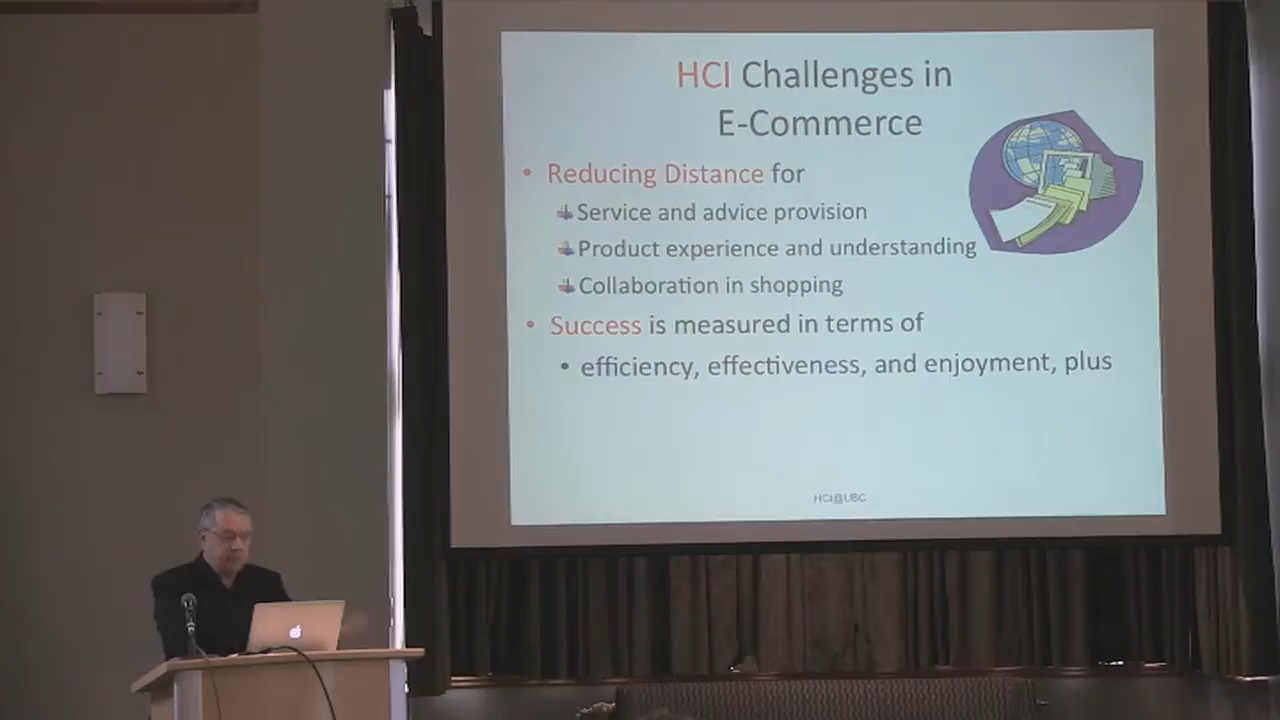 HCI Challenges in
E-Commerce
• Reducing Distance for
Service and advice provision
Product experience and understanding
Collaboration in shopping
• Success is measured in terms of
• efficiency, effectiveness, and enjoyment, plus
HCI@UBC